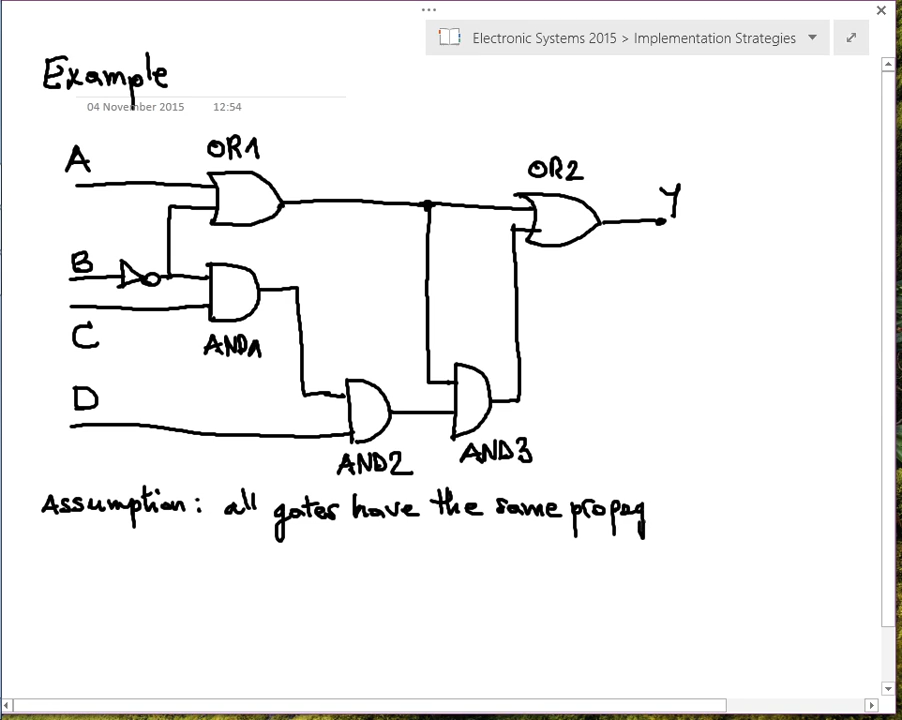 Electronic Systems 2015 > Implementation Strategies
Example
04 November 2015 12:54
A
OR1
OR2
Y
B
C
AND1
D
AND2
AND3
Assumption: all gates have the same propag